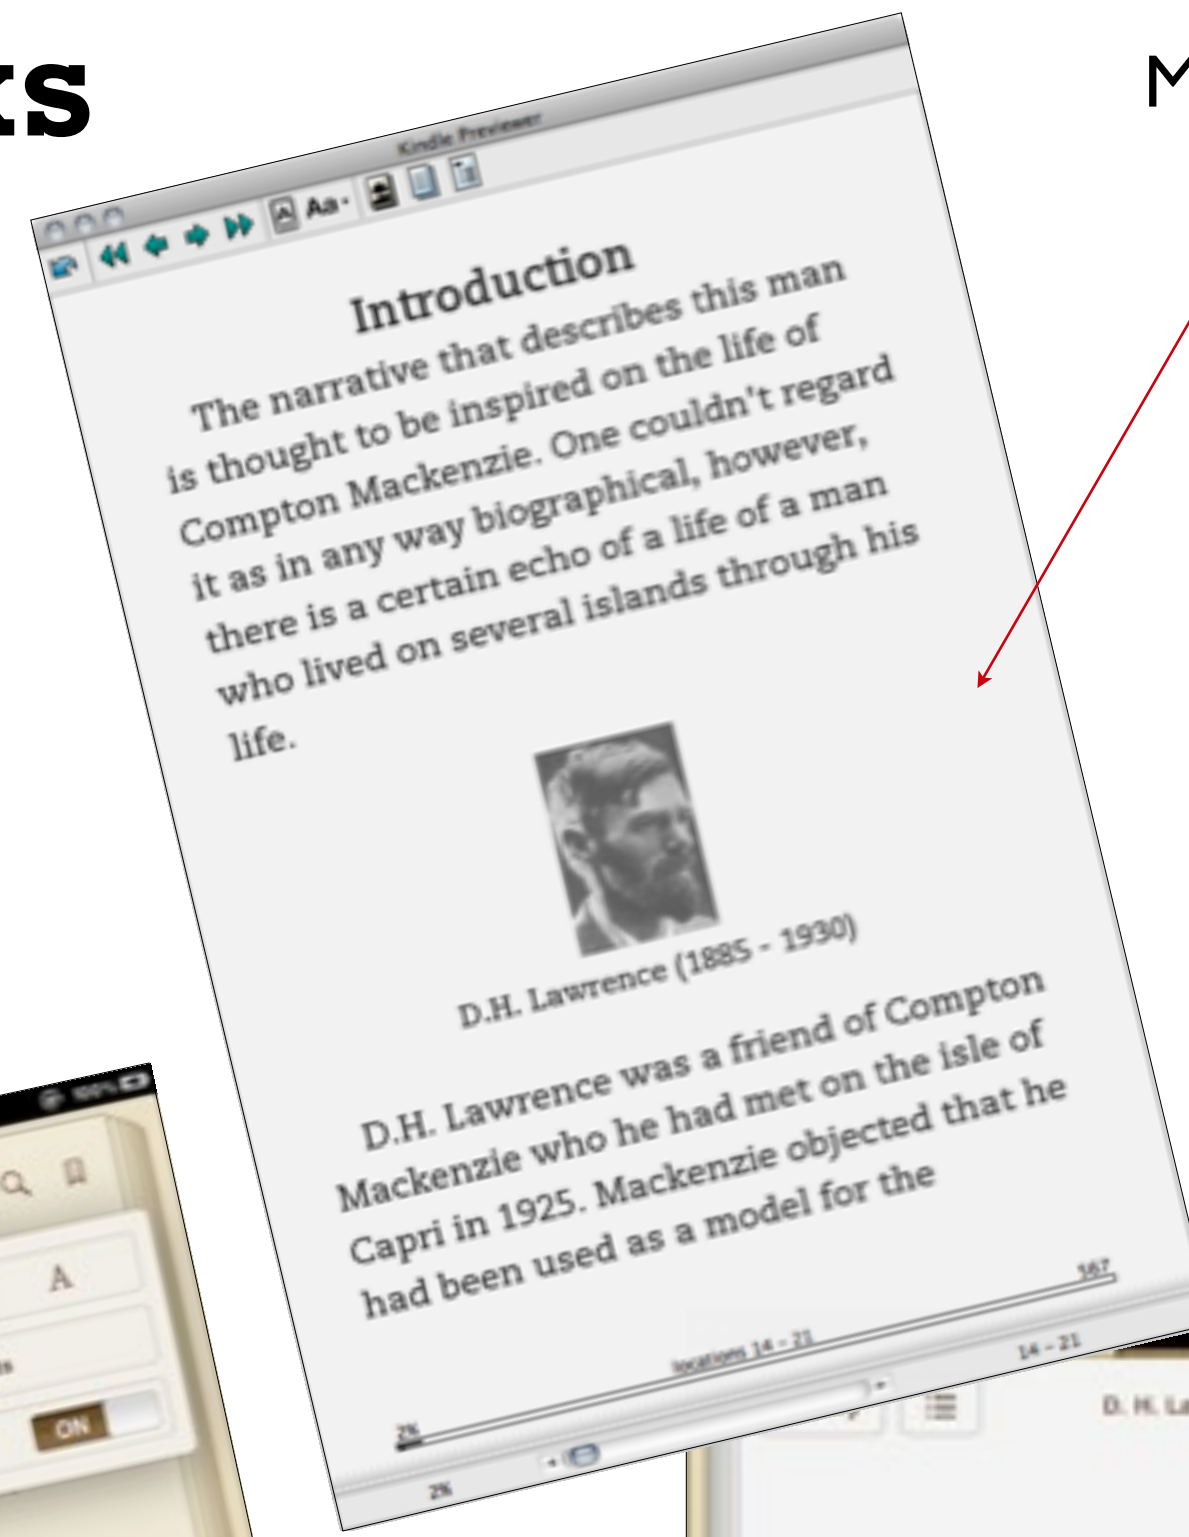 ks
M
Kindle Previewer
Aa
Introduction
The narrative that describes this man
is thought to be inspired on the life of
Compton Mackenzie. One couldn't regard
it as in any way biographical, however,
there is a certain echo of a life of a man
who lived on several islands through his
life.
D.H. Lawrence (1885 - 1930)
D.H. Lawrence was a friend of Compton
Mackenzie who he had met on the isle of
Capri in 1925. Mackenzie objected that he
had been used as a model for the
2%
locations 14 – 21
567
2%
14 – 21
100%
A
ON
D. H. La